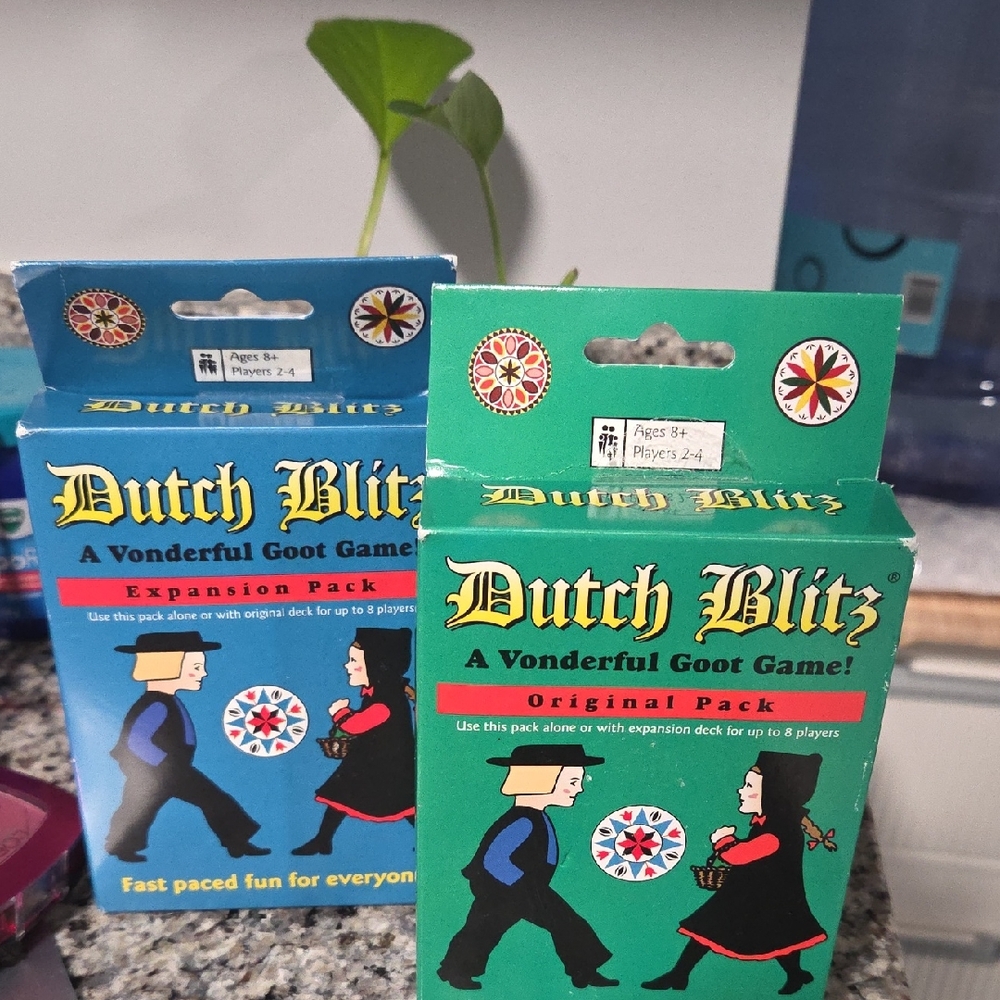 Ages 8+
Players 2-4
Dutch Blitz
Dutch Blitz
A Vonderful Goot Game!
Expansion Pack
Use this pack alone or with original deck for up to 8 players
Fast paced fun for everyon
Ages 8+
Players 2-4
Dutch Blitz
Dutch Blitz®
A Vonderful Goot Game!
Original Pack
Use this pack alone or with expansion deck for up to 8 players